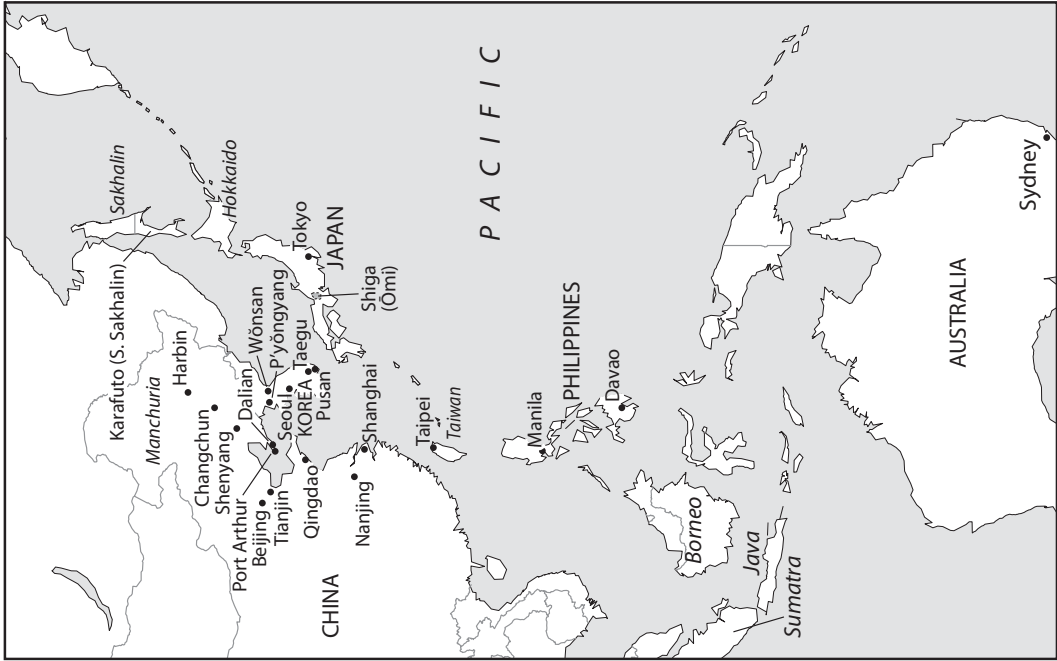 Sakhalin
Karafuto (S. Sakhalin)
Hokkaido
Manchuria
Harbin
Changchun
Shenyang
Dalian
Wŏnsan
P'yŏngyang
Port Arthur
Beijing
Tianjin
Seoul
KOREA
Taegu
Pusan
Tokyo
JAPAN
Shiga
(Ōmi)
Qingdao
Nanjing
Shanghai
CHINA
Taipei
Taiwan
PACIFIC
Manila
PHILIPPINES
Davao
Borneo
Java
Sumatra
AUSTRALIA
Sydney